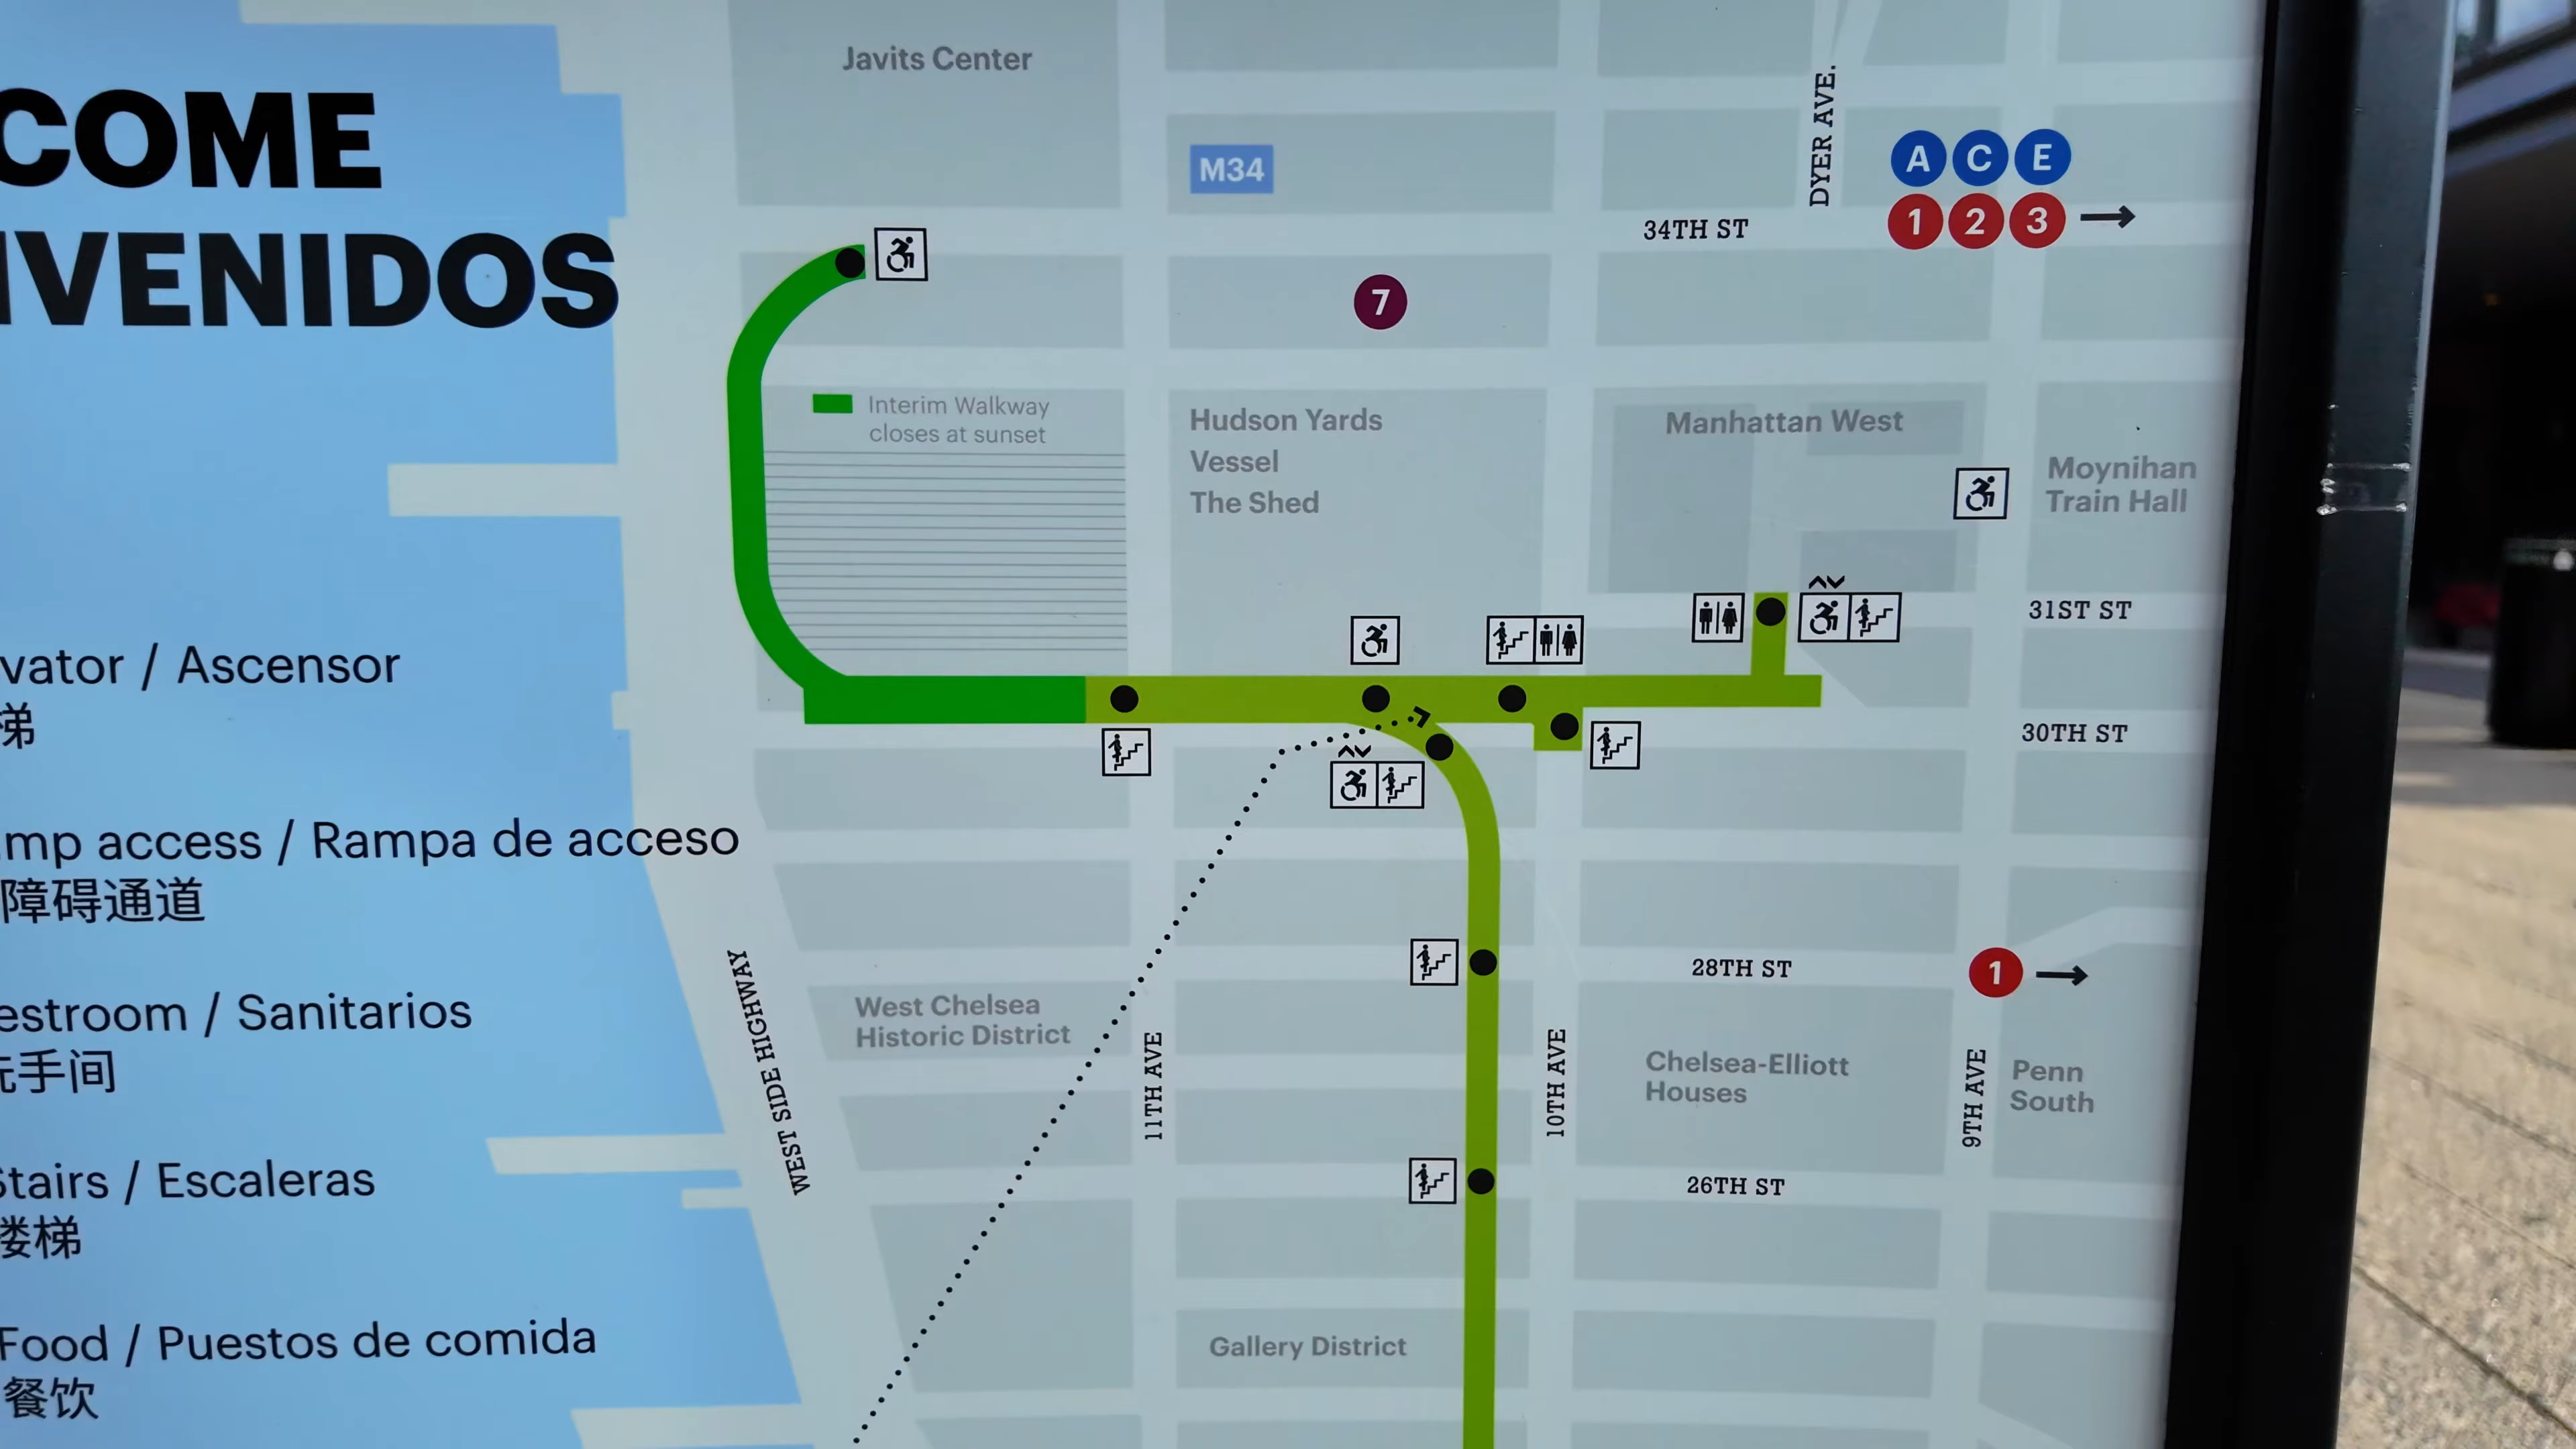 COME
VENIDOS
vator / Ascensor
梯
mp access / Rampa de acceso
障碍通道
estroom / Sanitarios
手间
Stairs / Escaleras
楼梯
Food / Puestos de comida
餐饮
Javits Center
M34
DYER AVE.
A C E
1 2 3
34TH ST
7
Interim Walkway
closes at sunset
Hudson Yards
Vessel
The Shed
Manhattan West
Moynihan
Train Hall
31ST ST
30TH ST
28TH ST
1
West Chelsea
Historic District
WEST SIDE HIGHWAY
11TH AVE
10TH AVE
Chelsea-Elliott
Houses
9TH AVE
Penn
South
26TH ST
Gallery District